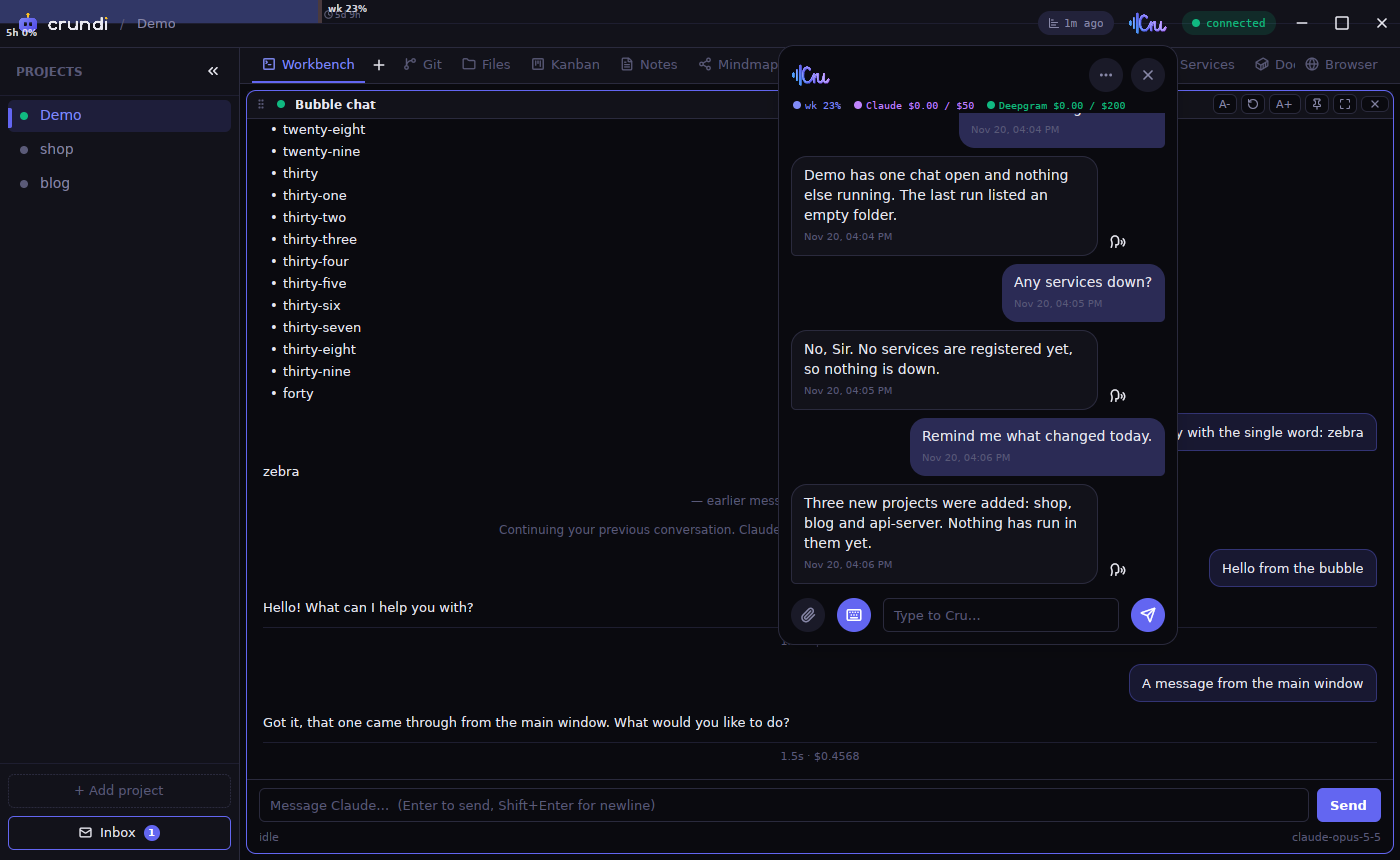 wk 23%
5d 9h
5h 0%
crundi / Demo
1m ago
Cru
connected
PROJECTS
Demo
shop
blog
+ Add project
Inbox 1
Workbench
Git
Files
Kanban
Notes
Mindmap
Services
Browser
Bubble chat
A-
A+
• twenty-eight
• twenty-nine
• thirty
• thirty-one
• thirty-two
• thirty-three
• thirty-four
• thirty-five
• thirty-six
• thirty-seven
• thirty-eight
• thirty-nine
• forty
with the single word: zebra
zebra
— earlier
Continuing your previous conversation.
Hello from the bubble
Hello! What can I help you with?
A message from the main window
Got it, that one came through from the main window. What would you like to do?
1.5s · $0.4568
Message Claude… (Enter to send, Shift+Enter for newline)
Send
idle
claude-opus-5-5
Cru
wk 23% Claude $0.00 / $50 Deepgram $0.00 / $200
Nov 20, 04:04 PM
Demo has one chat open and nothing
else running. The last run listed an
empty folder.
Nov 20, 04:04 PM
Any services down?
Nov 20, 04:05 PM
No, Sir. No services are registered yet,
so nothing is down.
Nov 20, 04:05 PM
Remind me what changed today.
Nov 20, 04:06 PM
Three new projects were added: shop,
blog and api-server. Nothing has run in
them yet.
Nov 20, 04:06 PM
Type to Cru…